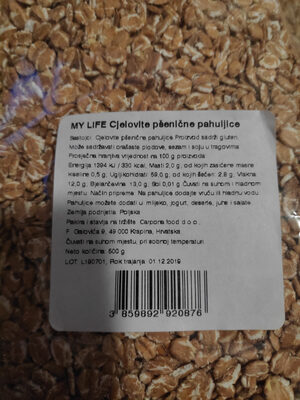 MY LIFE Cjelovite pšenične pahuljice
Sastojci: Cjelovite pšenične pahuljice Proizvod sadrži gluten.
Može sadržavati orašaste plodove, sezam i soju u tragovima
Prosječna hranjiva vrijednost na 100 g proizvoda:
Energija 1394 kJ / 330 kcal, Masti 2,0 g, od kojih zasićene masne
kiseline 0,5 g, Ugljikohidrati 59,0 g, od kojih šećeri 2,8 g, Vlakna
12,0 g, Bjelančevine 13,0 g, Sol 0,01 g Čuvati na suhom i hladnom
mjestu. Način pripreme: Na pahuljice dodajte vruću ili hladnu vodu.
Pahuljice možete dodati u mlijeko, jogurt, deserte, juhe i salate
Zemlja podrijetla: Poljska
Pakira i stavlja na tržište: Carpona food d.o.o.,
F. Galovića 9, 49 000 Krapina, Hrvatska
Čuvati na suhom mjestu, pri sobnoj temperaturi
Neto količina: 500 g
LOT: L190701, Rok trajanja: 01.12.2019
3 859892 920876